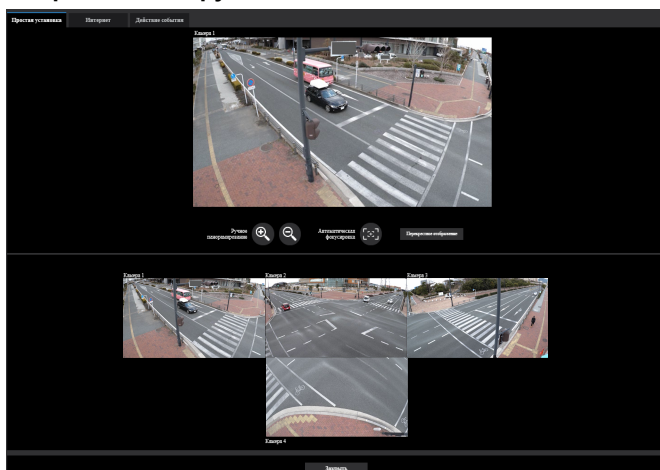 Простая установка Интернет Действие события
Камера 1
Ручное
панорамирование
Автоматическая
фокусировка
Перекрестное отображение
Камера 1 Камера 2 Камера 3
Камера 4
Закрыть